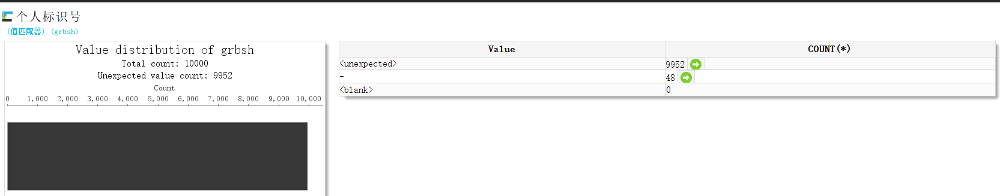 个人标识号
(值匹配器) (grbsh)
Value distribution of grbsh
Total count: 10000
Unexpected value count: 9952
Count
0 1,000 2,000 3,000 4,000 5,000 6,000 7,000 8,000 9,000 10,000
Value COUNT(*)
<unexpected> 9952
- 48
<blank> 0